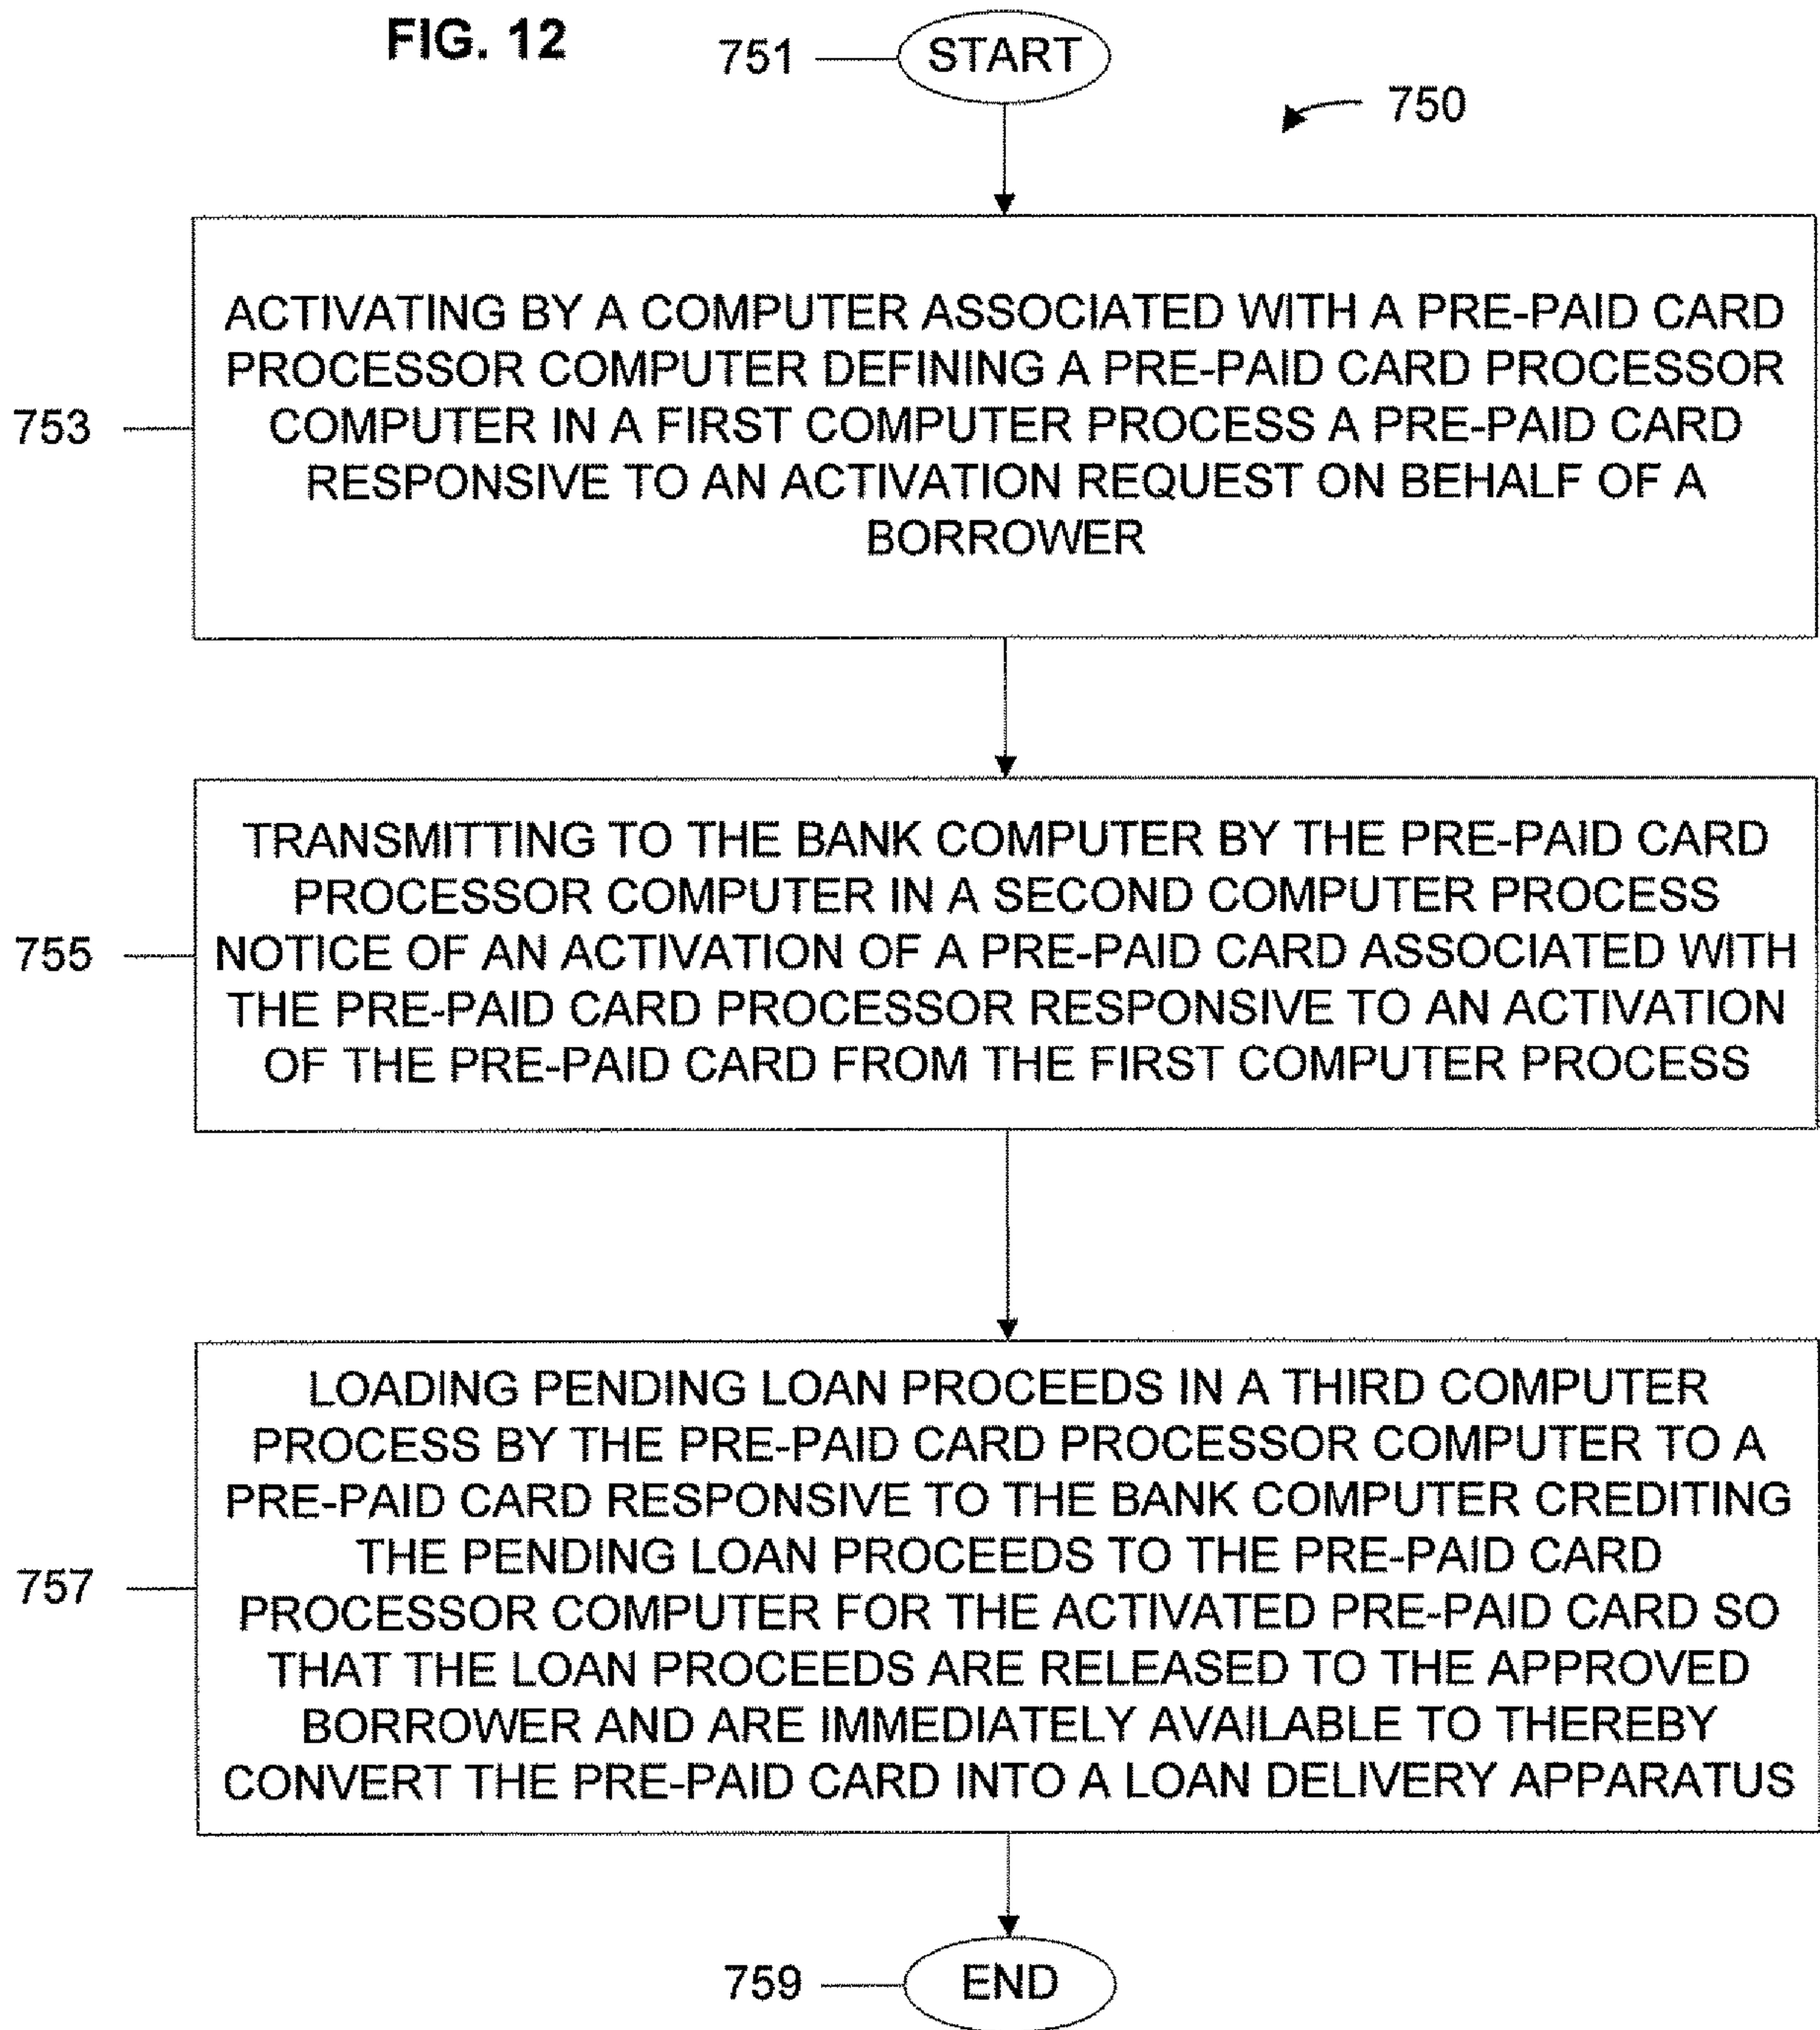 FIG. 12
751
START
750
753
ACTIVATING BY A COMPUTER ASSOCIATED WITH A PRE-PAID CARD
PROCESSOR COMPUTER DEFINING A PRE-PAID CARD PROCESSOR
COMPUTER IN A FIRST COMPUTER PROCESS A PRE-PAID CARD
RESPONSIVE TO AN ACTIVATION REQUEST ON BEHALF OF A
BORROWER
755
TRANSMITTING TO THE BANK COMPUTER BY THE PRE-PAID CARD
PROCESSOR COMPUTER IN A SECOND COMPUTER PROCESS
NOTICE OF AN ACTIVATION OF A PRE-PAID CARD ASSOCIATED WITH
THE PRE-PAID CARD PROCESSOR RESPONSIVE TO AN ACTIVATION
OF THE PRE-PAID CARD FROM THE FIRST COMPUTER PROCESS
757
LOADING PENDING LOAN PROCEEDS IN A THIRD COMPUTER
PROCESS BY THE PRE-PAID CARD PROCESSOR COMPUTER TO A
PRE-PAID CARD RESPONSIVE TO THE BANK COMPUTER CREDITING
THE PENDING LOAN PROCEEDS TO THE PRE-PAID CARD
PROCESSOR COMPUTER FOR THE ACTIVATED PRE-PAID CARD SO
THAT THE LOAN PROCEEDS ARE RELEASED TO THE APPROVED
BORROWER AND ARE IMMEDIATELY AVAILABLE TO THEREBY
CONVERT THE PRE-PAID CARD INTO A LOAN DELIVERY APPARATUS
759
END